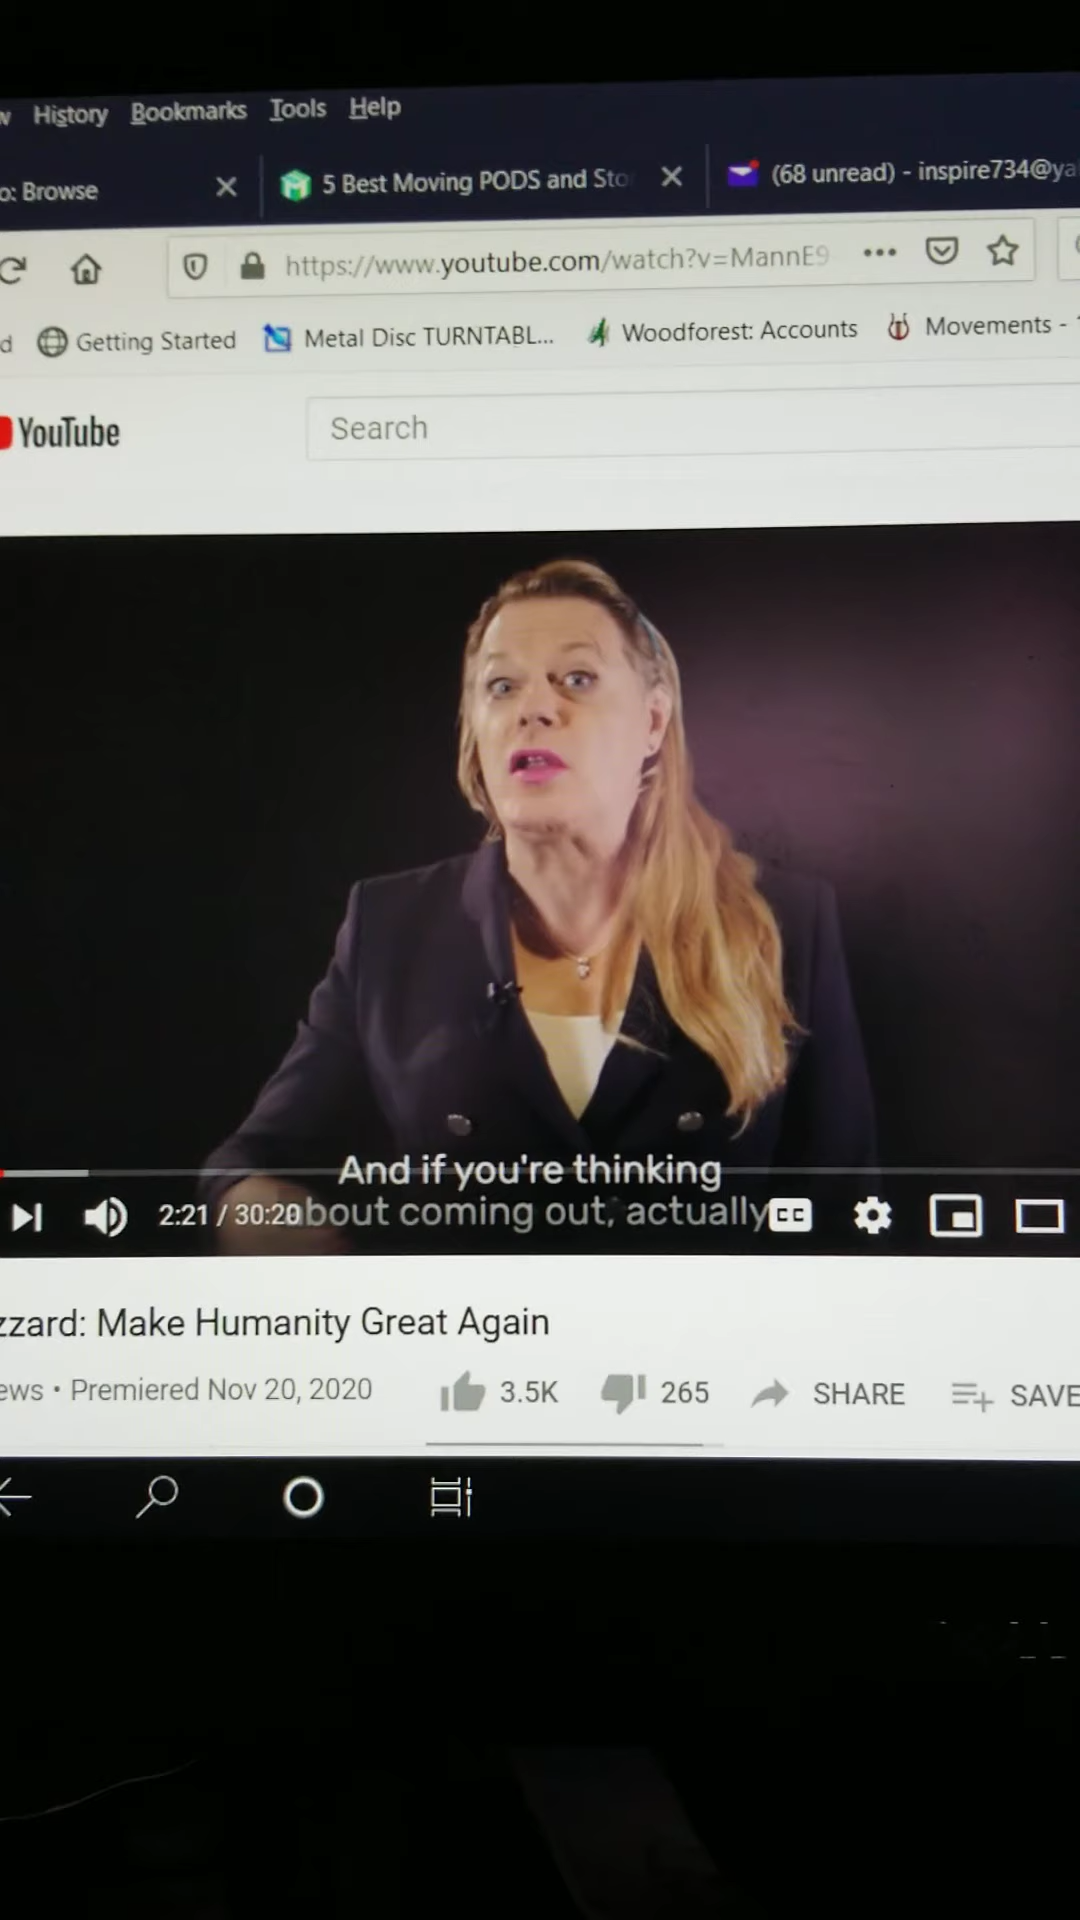 w History Bookmarks Tools Help
o: Browse 5 Best Moving PODS and Sto (68 unread) - inspire734@ya
https://www.youtube.com/watch?v=MannE9
d Getting Started Metal Disc TURNTABL... Woodforest: Accounts Movements -
YouTube Search
And if you're thinking
2:21 / 30:20 about coming out, actually CC
zzard: Make Humanity Great Again
ews • Premiered Nov 20, 2020 3.5K 265 SHARE SAVE